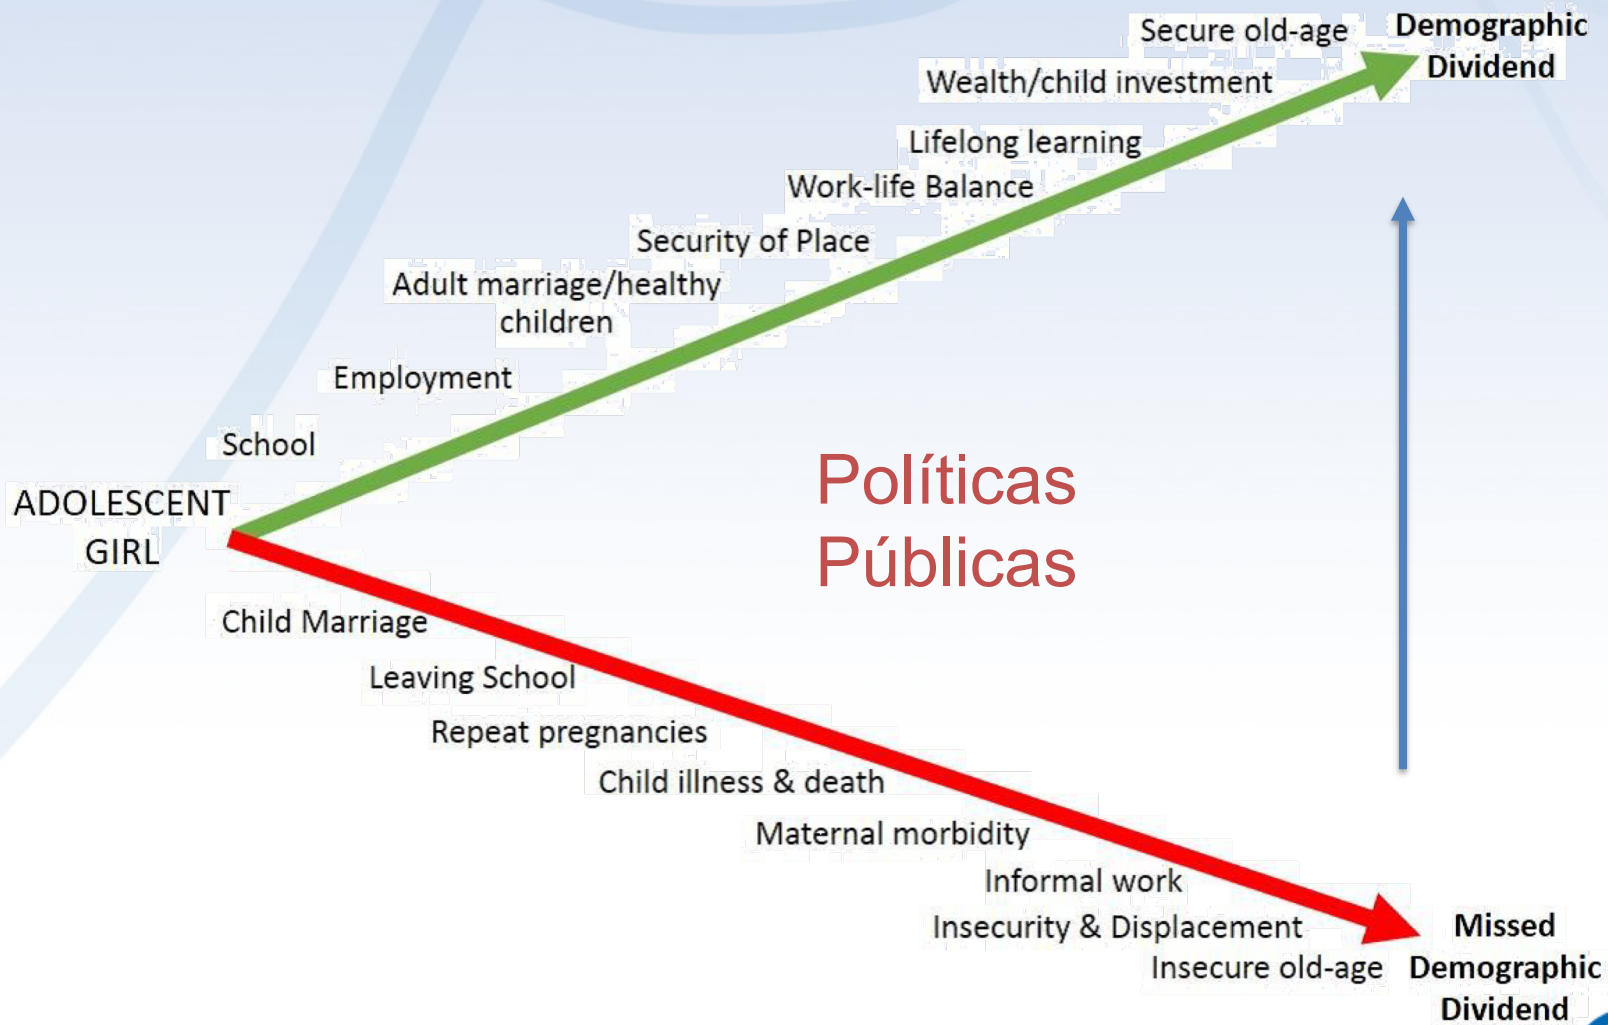 Secure old-age
Demographic
Dividend
Wealth/child investment
Lifelong learning
Work-life Balance
Security of Place
Adult marriage/healthy
children
Employment
School
ADOLESCENT
GIRL
Políticas
Públicas
Child Marriage
Leaving School
Repeat pregnancies
Child illness & death
Maternal morbidity
Informal work
Insecurity & Displacement
Insecure old-age
Missed
Demographic
Dividend